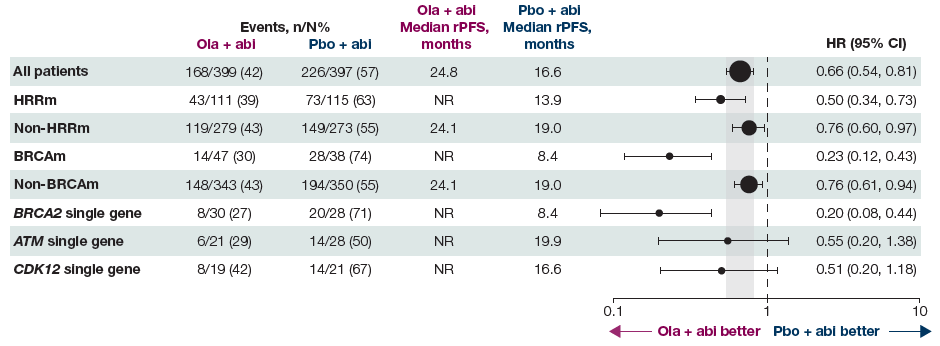 Events, n/N%
Ola + abi Pbo + abi
Ola + abi
Median rPFS,
months
Pbo + abi
Median rPFS,
months
HR (95% CI)
All patients 168/399 (42) 226/397 (57) 24.8 16.6 0.66 (0.54, 0.81)
HRRm 43/111 (39) 73/115 (63) NR 13.9 0.50 (0.34, 0.73)
Non-HRRm 119/279 (43) 149/273 (55) 24.1 19.0 0.76 (0.60, 0.97)
BRCAm 14/47 (30) 28/38 (74) NR 8.4 0.23 (0.12, 0.43)
Non-BRCAm 148/343 (43) 194/350 (55) 24.1 19.0 0.76 (0.61, 0.94)
BRCA2 single gene 8/30 (27) 20/28 (71) NR 8.4 0.20 (0.08, 0.44)
ATM single gene 6/21 (29) 14/28 (50) NR 19.9 0.55 (0.20, 1.38)
CDK12 single gene 8/19 (42) 14/21 (67) NR 16.6 0.51 (0.20, 1.18)
0.1 1 10
Ola + abi better Pbo + abi better